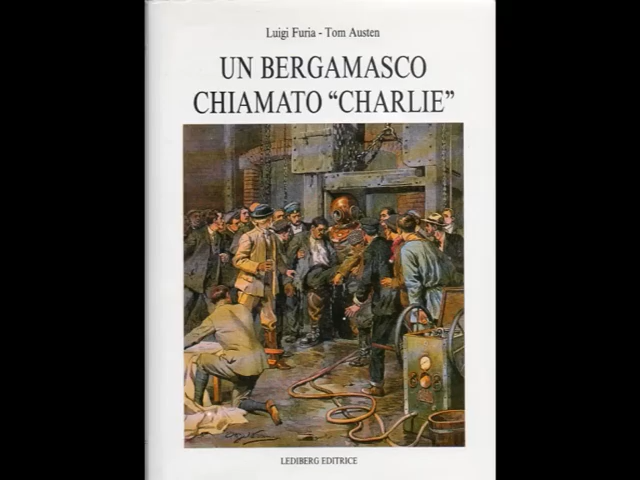 Luigi Furia - Tom Austen
UN BERGAMASCO
CHIAMATO “CHARLIE”
LEDIBERG EDITRICE